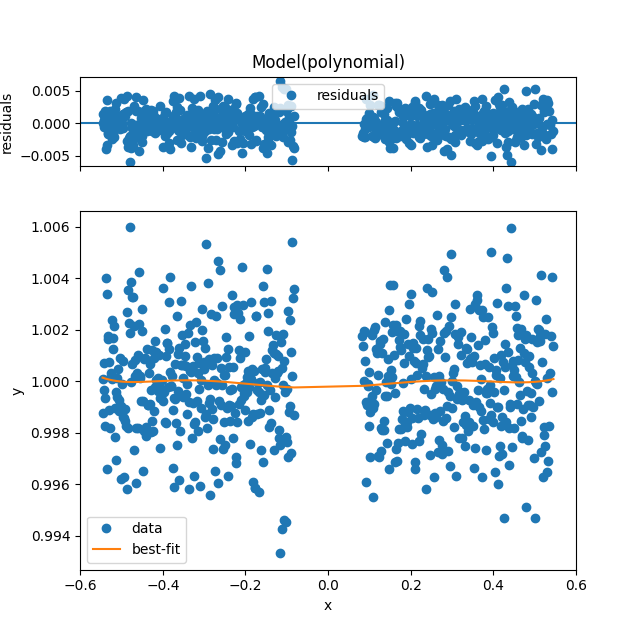 Model(polynomial)
residuals
0.005
0.000
−0.005
residuals
y
1.006
1.004
1.002
1.000
0.998
0.996
0.994
data
best-fit
−0.6
−0.4
−0.2
0.0
0.2
0.4
0.6
x